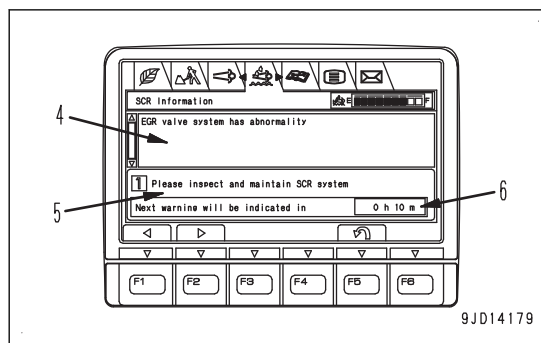 SCR Information
E F
4
EGR valve system has abnormality
1 Please inspect and maintain SCR system
5
6
Next warning will be indicated in 0 h 10 m
F1 F2 F3 F4 F5 F6
9JD14179